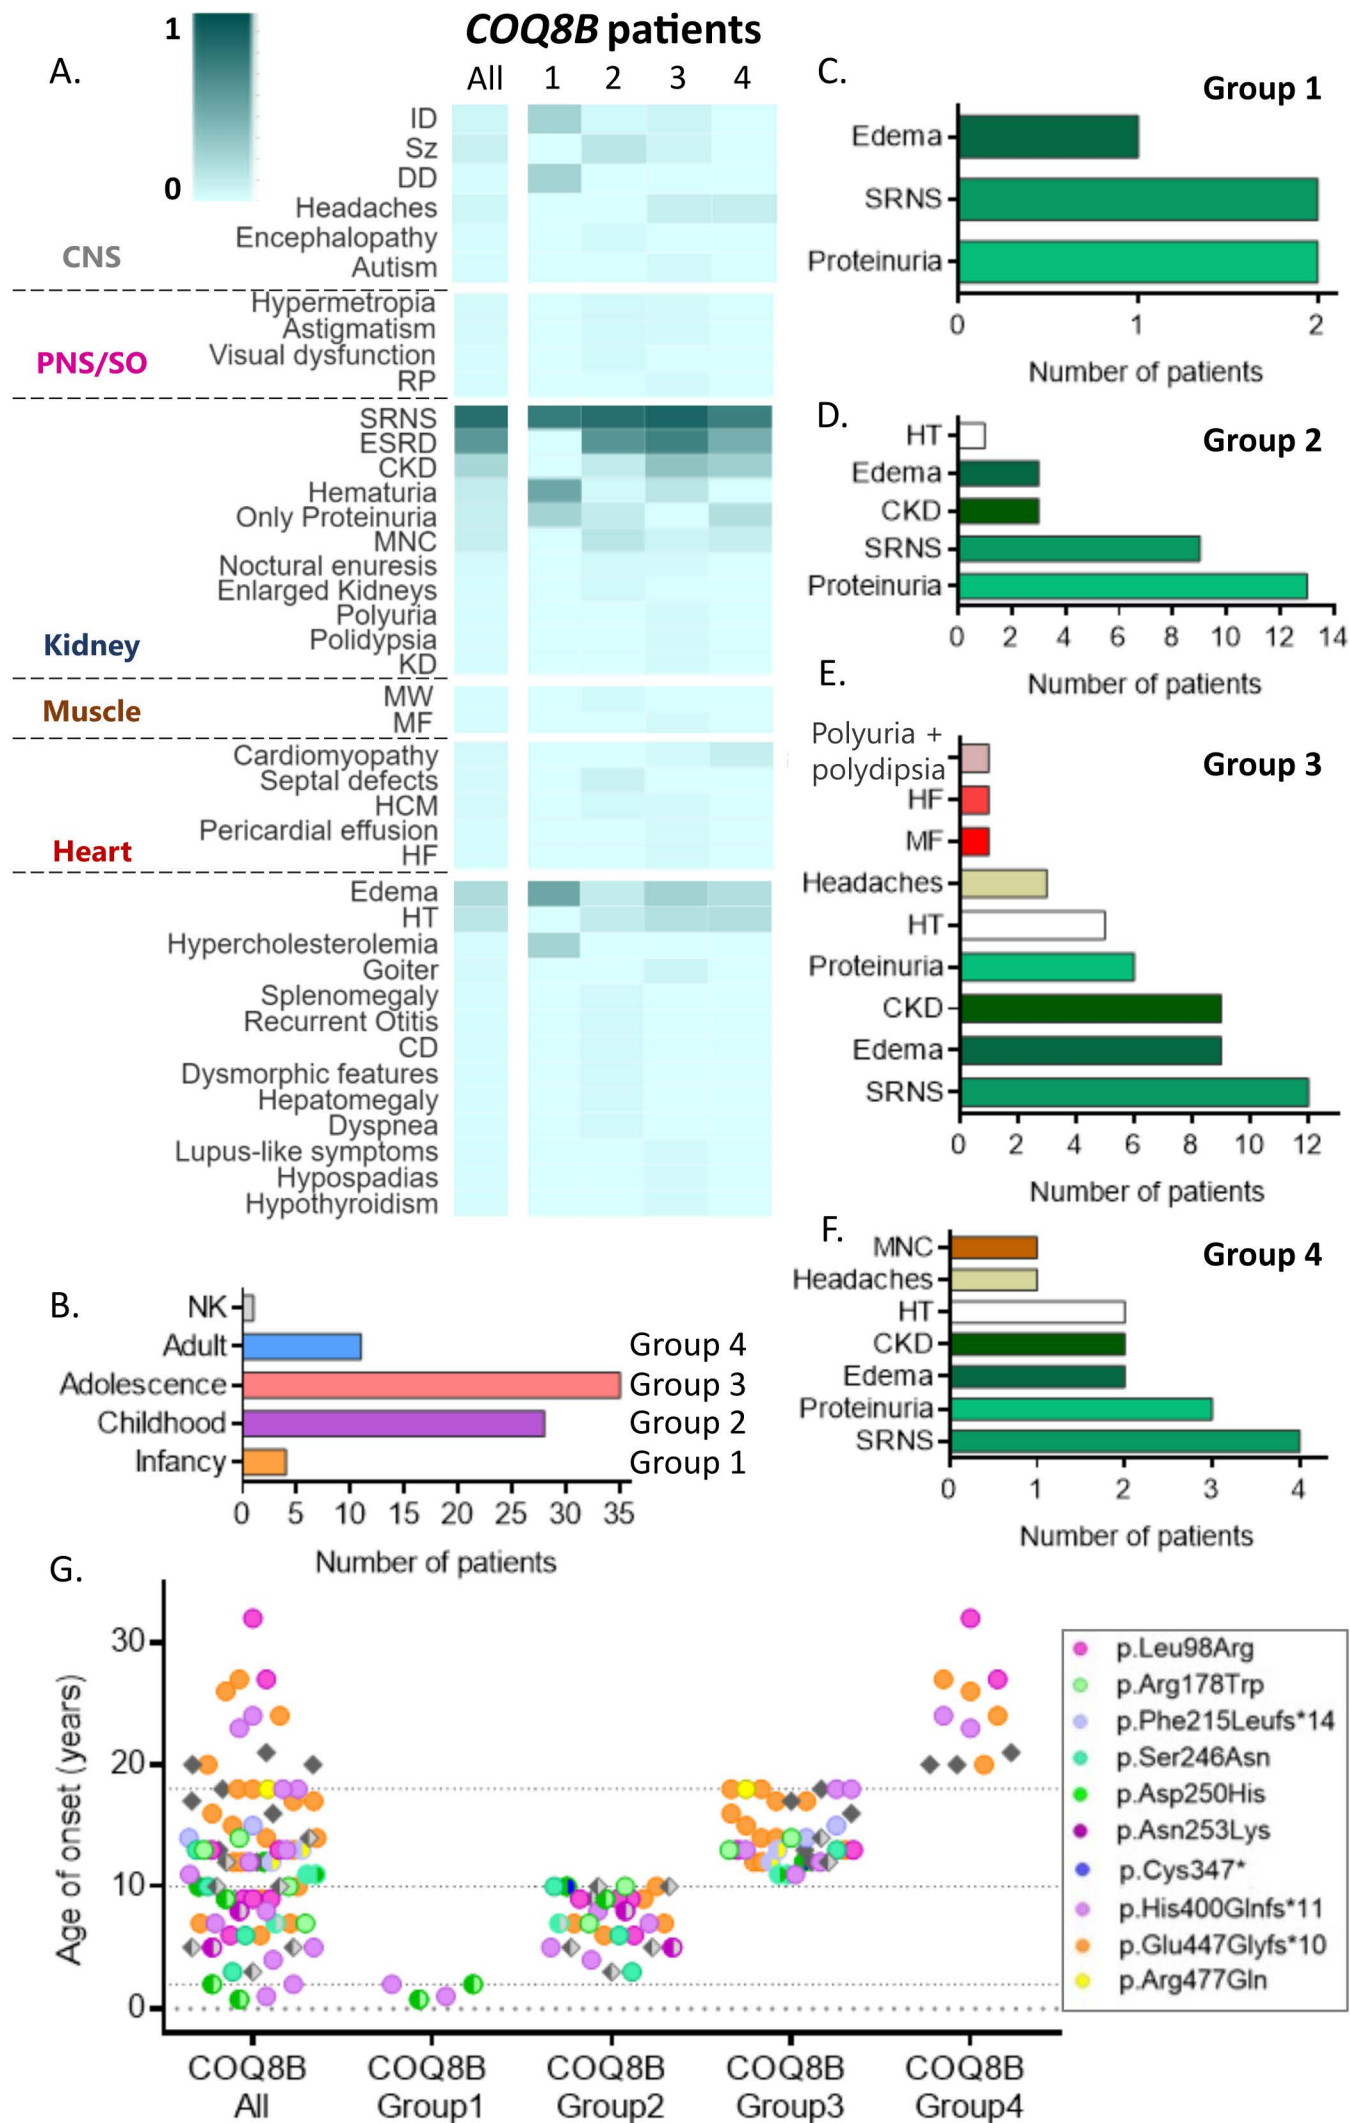 COQ8B patients
A.
1
0
All 1 2 3 4
ID
Sz
DD
Headaches
Encephalopathy
Autism
CNS
Hypermetropia
Astigmatism
Visual dysfunction
RP
PNS/SO
SRNS
ESRD
CKD
Hematuria
Only Proteinuria
MNC
Noctural enuresis
Enlarged Kidneys
Polyuria
Polidypsia
KD
Kidney
MW
MF
Muscle
Cardiomyopathy
Septal defects
HCM
Pericardial effusion
HF
Heart
Edema
HT
Hypercholesterolemia
Goiter
Splenomegaly
Recurrent Otitis
CD
Dysmorphic features
Hepatomegaly
Dyspnea
Lupus-like symptoms
Hypospadias
Hypothyroidism
B.
NK
Adult
Group 4
Adolescence
Group 3
Childhood
Group 2
Infancy
Group 1
0 5 10 15 20 25 30 35
Number of patients
C.
Group 1
Edema
SRNS
Proteinuria
0 1 2
Number of patients
D.
Group 2
HT
Edema
CKD
SRNS
Proteinuria
0 2 4 6 8 10 12 14
Number of patients
E.
Group 3
Polyuria +
polydipsia
HF
MF
Headaches
HT
Proteinuria
CKD
Edema
SRNS
0 2 4 6 8 10 12
Number of patients
F.
Group 4
MNC
Headaches
HT
CKD
Edema
Proteinuria
SRNS
0 1 2 3 4
Number of patients
G.
Age of onset (years)
30
20
10
0
COQ8B
All
COQ8B
Group1
COQ8B
Group2
COQ8B
Group3
COQ8B
Group4
p.Leu98Arg
p.Arg178Trp
p.Phe215Leufs*14
p.Ser246Asn
p.Asp250His
p.Asn253Lys
p.Cys347*
p.His400Glnfs*11
p.Glu447Glyfs*10
p.Arg477Gln